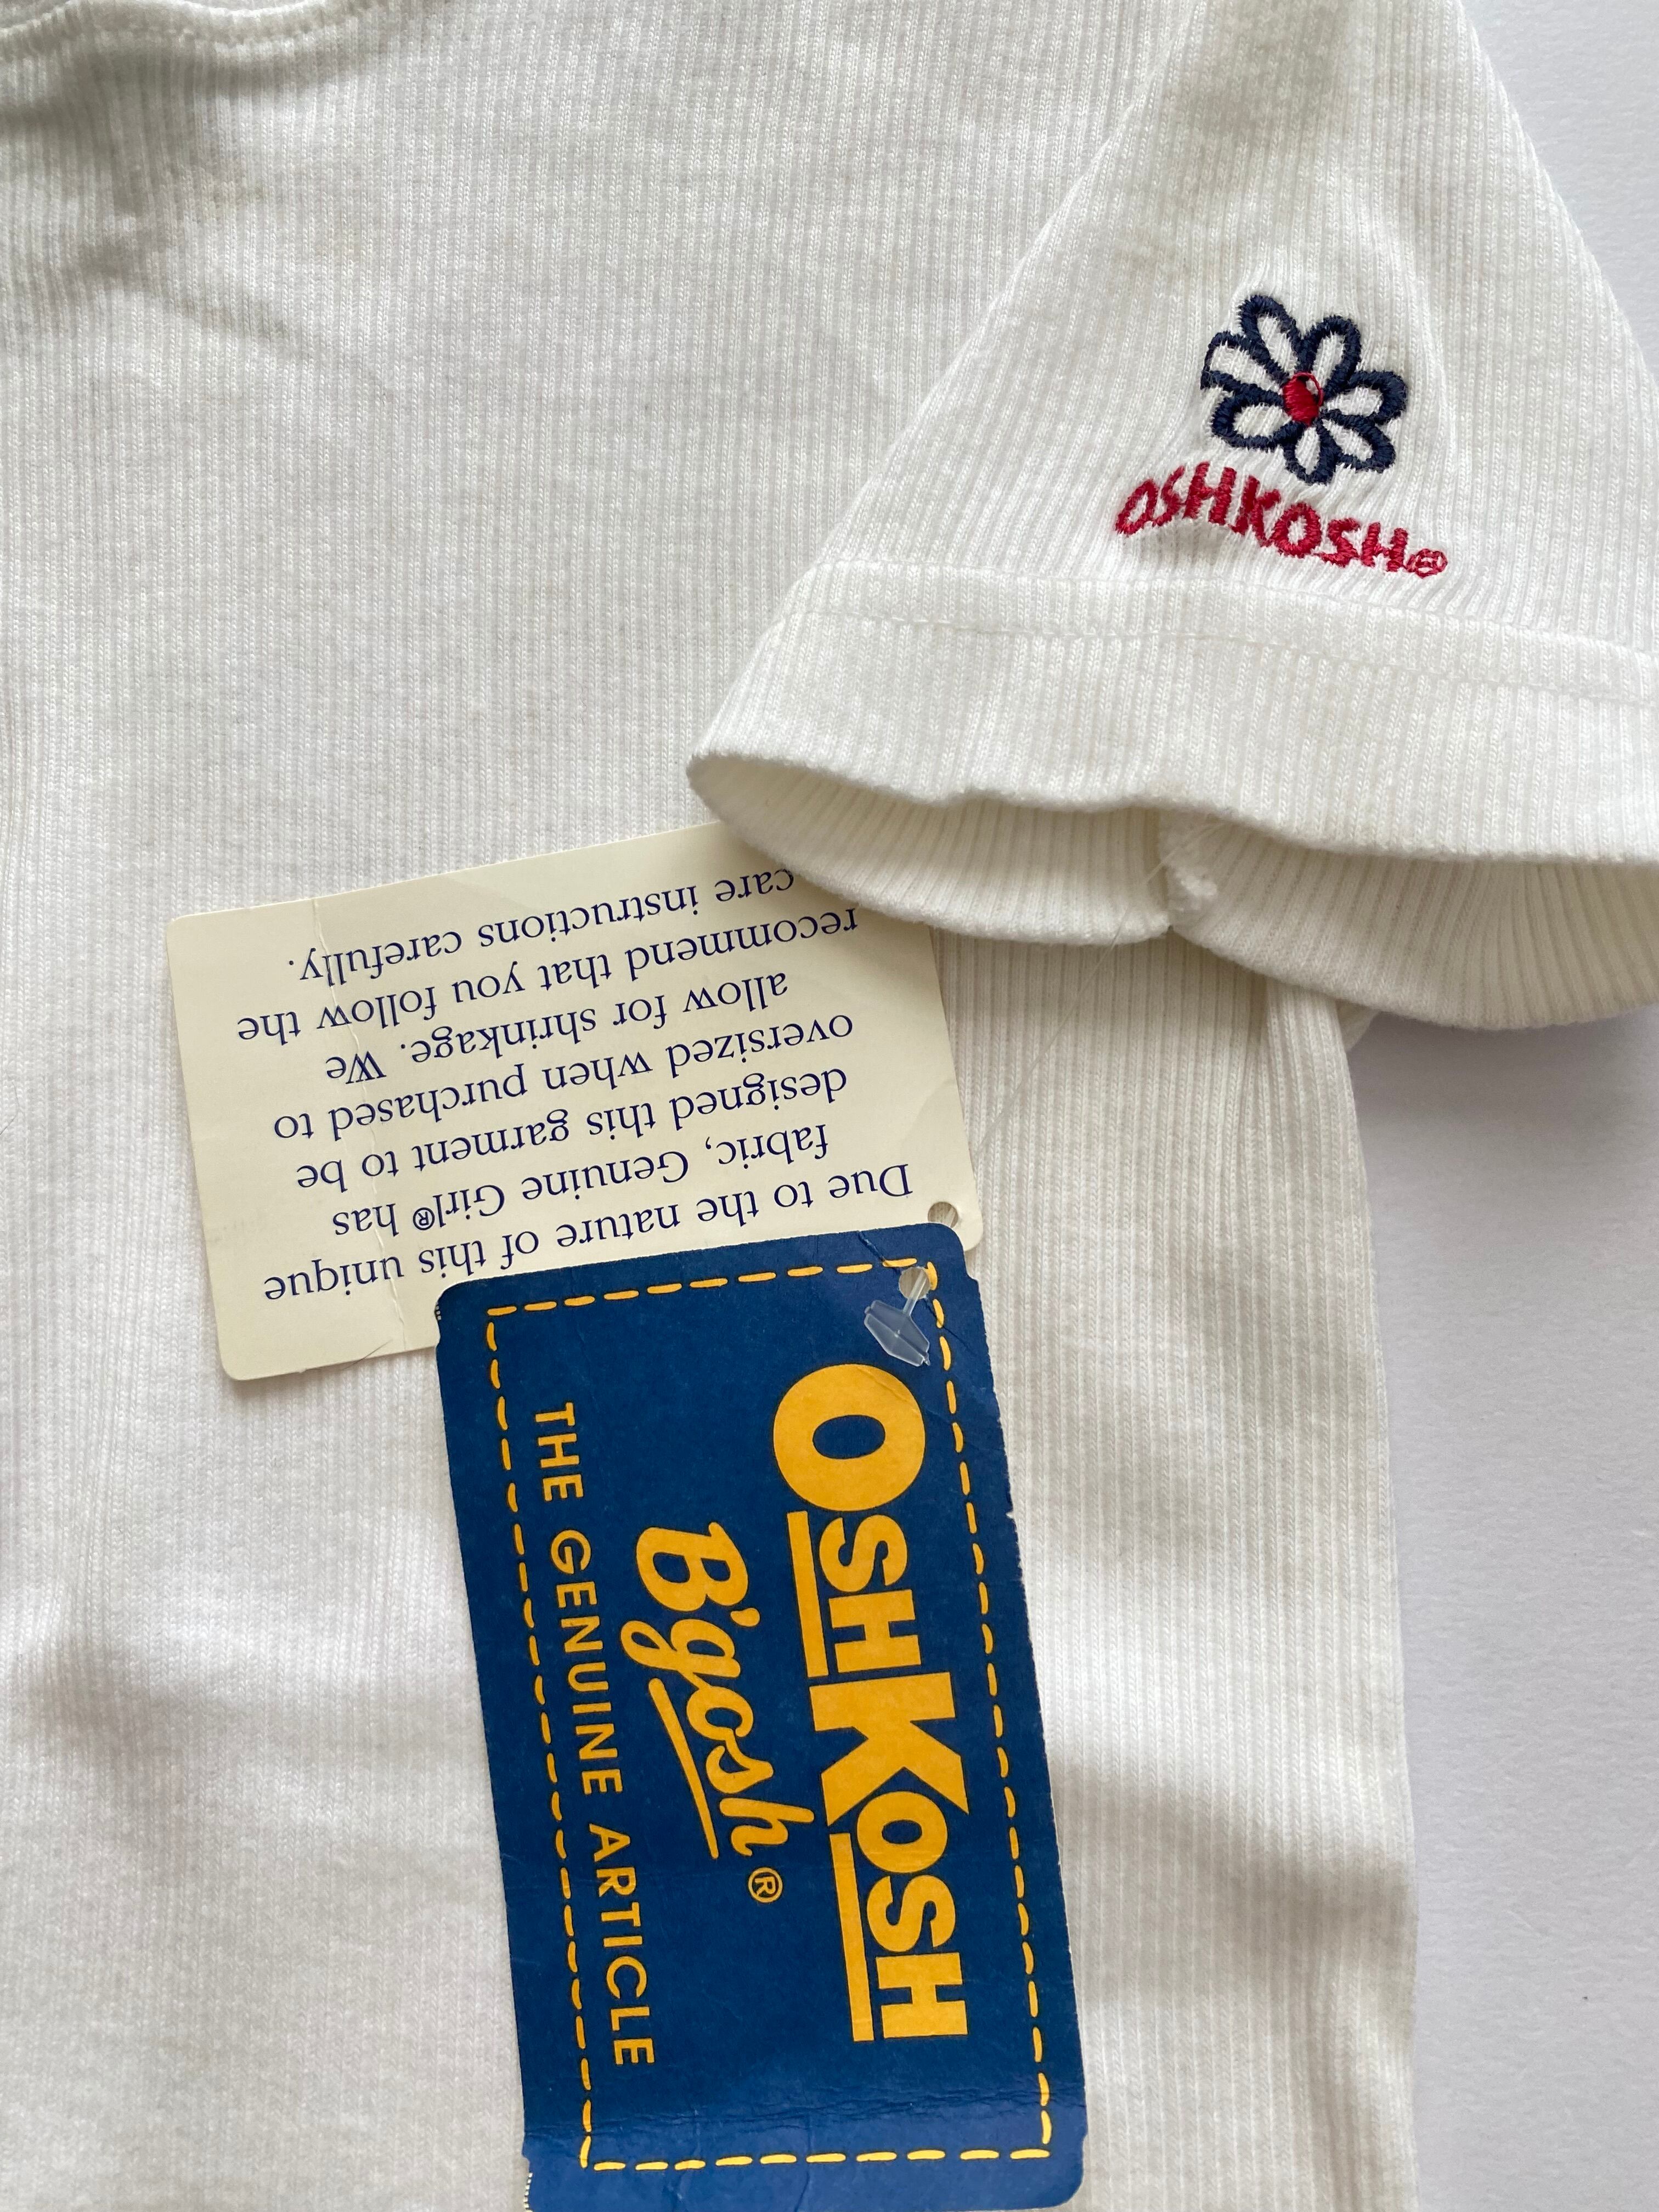 OSHKOSH®
Due to the nature of this unique
fabric, Genuine Girl® has
designed this garment to be
oversized when purchased to
allow for shrinkage. We
recommend that you follow the
care instructions carefully.
OSHKOSH
B'gosh®
THE GENUINE ARTICLE